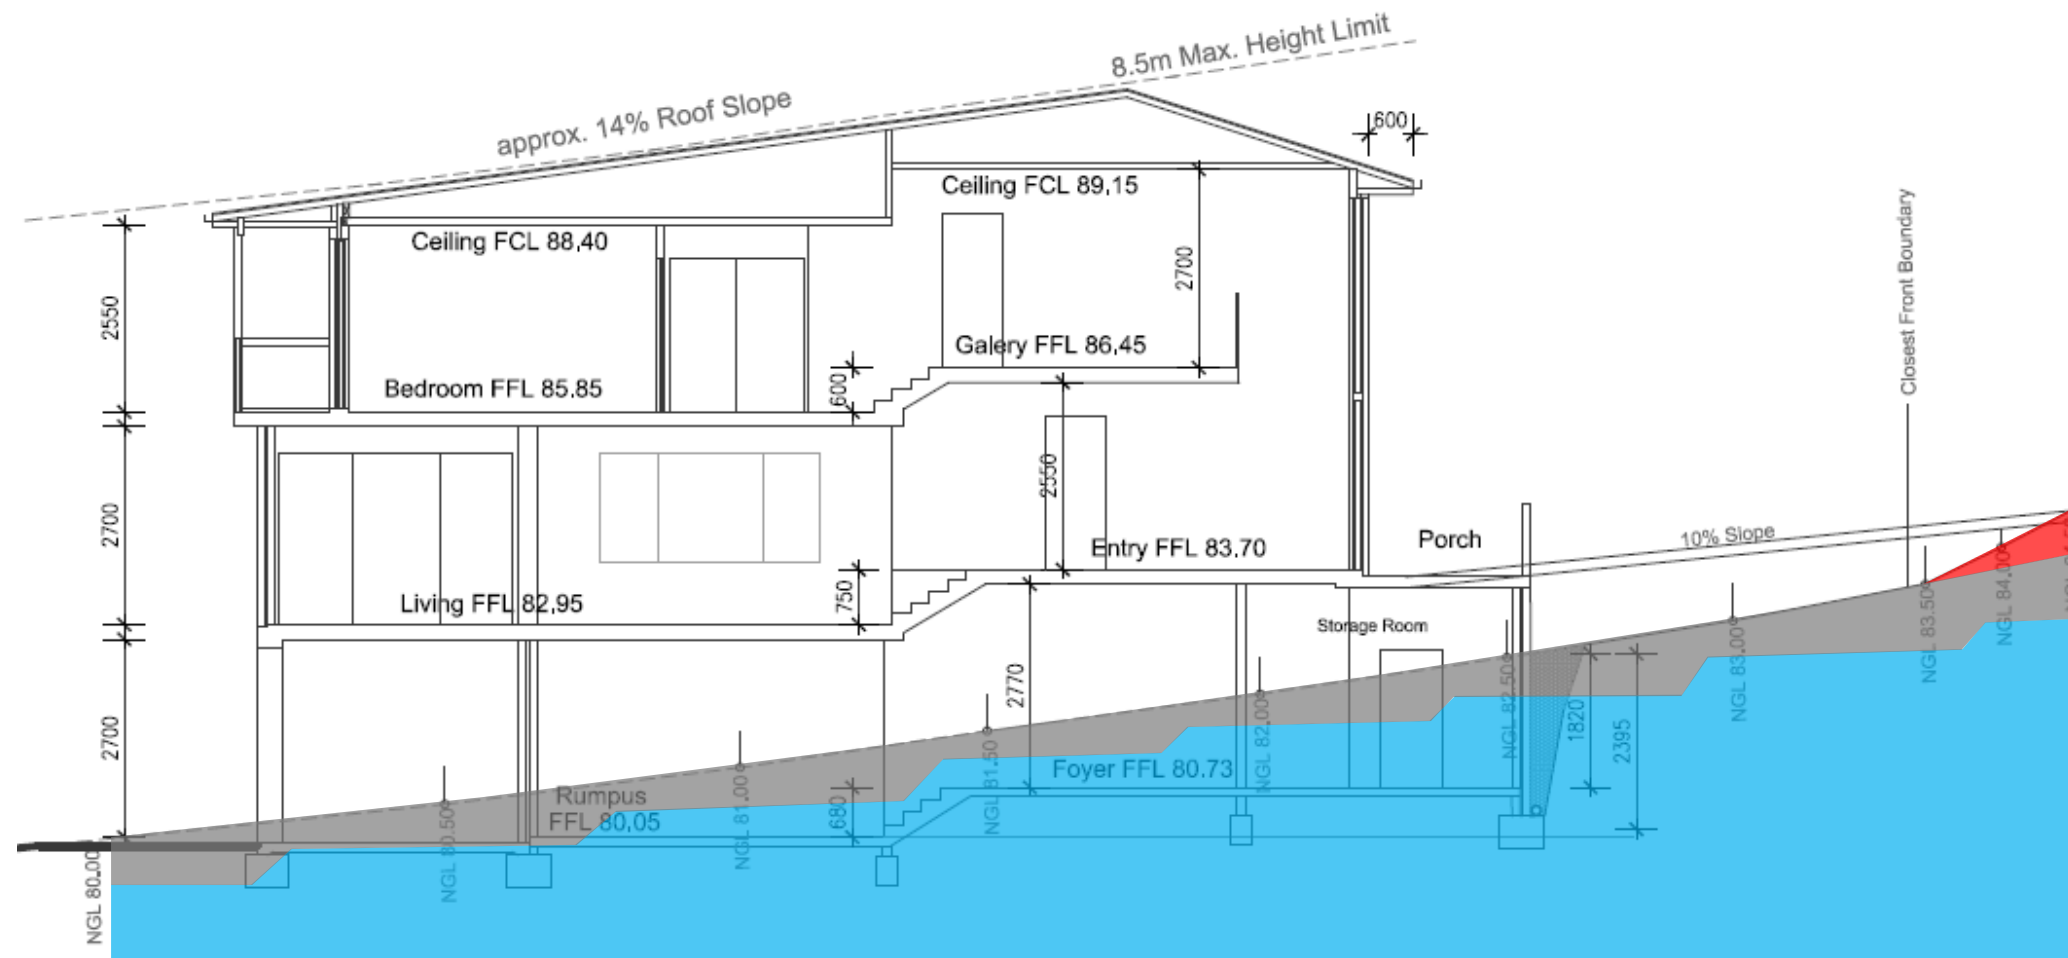 8.5m Max. Height Limit
approx. 14% Roof Slope
600
Ceiling FCL 89,15
Closest Front Boundary
Ceiling FCL 88,40
2700
2550
Galery FFL 86,45
Bedroom FFL 85.85
600
2550
2700
Entry FFL 83.70
Porch
10% Slope
Living FFL 82,95
750
Storage Room
NGL 84.00
NGL 83.50
NGL 83.00
2770
NGL 82.50
1820
2395
2700
NGL 82.00
Foyer FFL 80.73
NGL 81.50
Rumpus
FFL 80,05
680
NGL 81.00
NGL 80.50
NGL 80.00